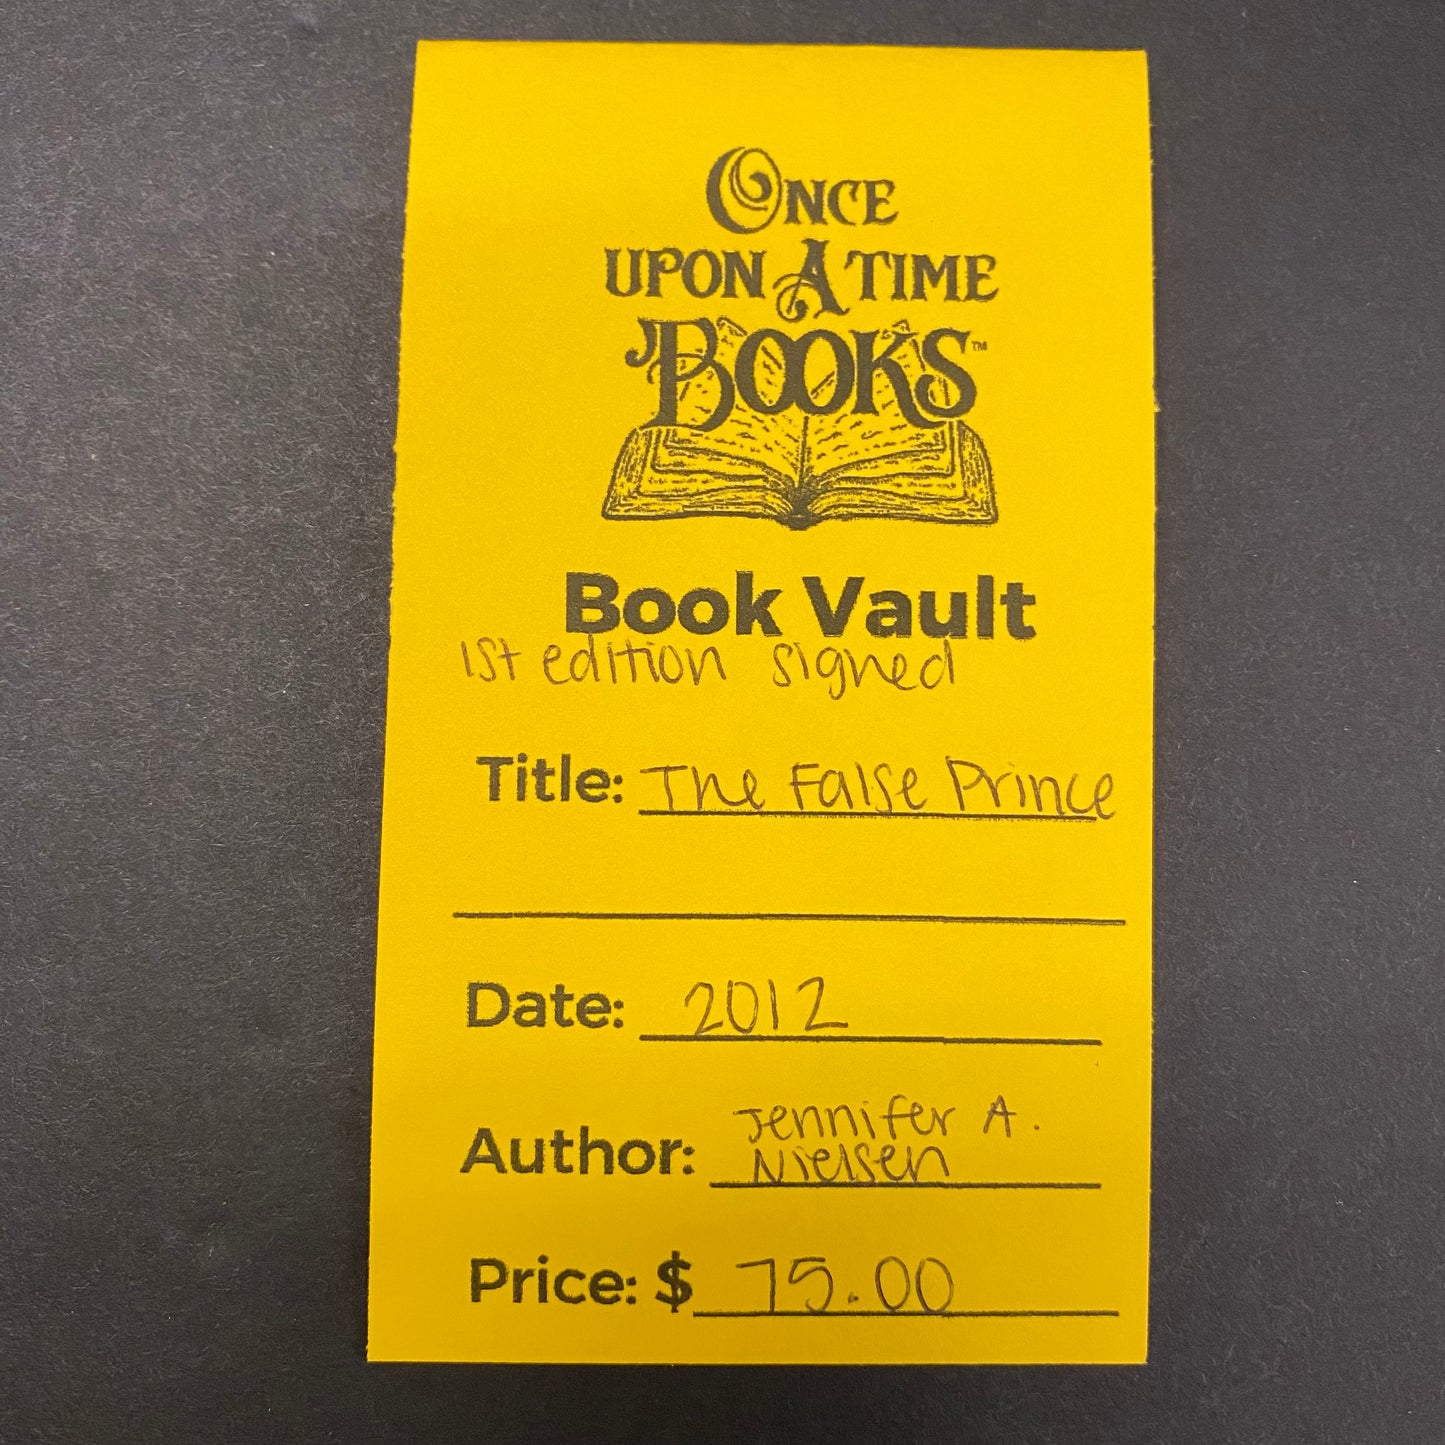 ONCE
UPON A TIME
BOOKS™
Book Vault
1st edition signed
Title: The False Prince
Date: 2012
Author: Jennifer A.
Nielsen
Price: $ 75.00